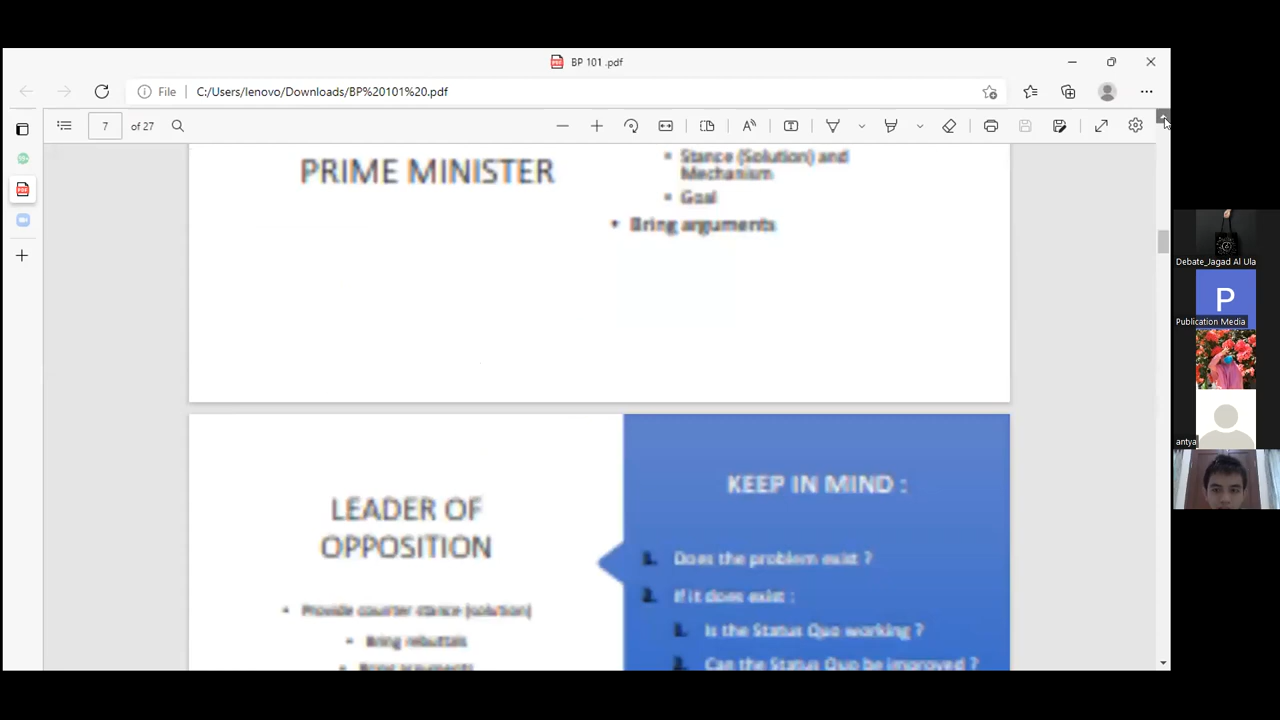 BP 101 .pdf
File
C:/Users/lenovo/Downloads/BP%20101%20.pdf
7 of 27
PRIME MINISTER
Stance (Solution) and
Mechanism
Goal
Bring arguments
LEADER OF
OPPOSITION
Provide counter stance (solution)
Bring rebuttals
Bring arguments
KEEP IN MIND :
1. Does the problem exist ?
2. If it does exist :
1. Is the Status Quo working ?
2. Can the Status Quo be improved ?
Debate_Jagad Al Ula
P
Publication Media
antya